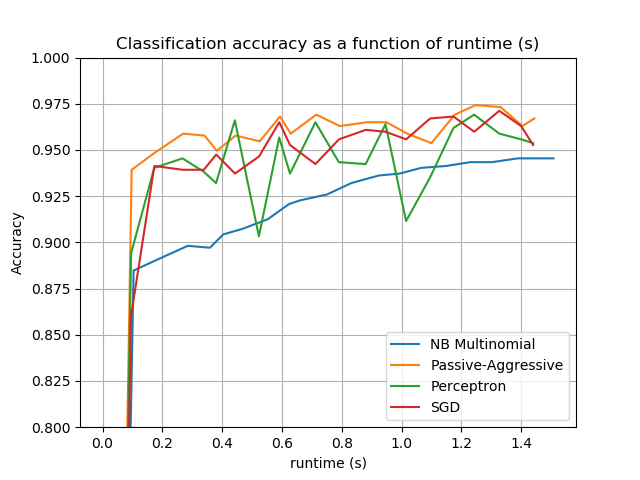 Classification accuracy as a function of runtime (s)
1.000
0.975
0.950
0.925
0.900
0.875
0.850
0.825
0.800
Accuracy
NB Multinomial
Passive-Aggressive
Perceptron
SGD
0.0 0.2 0.4 0.6 0.8 1.0 1.2 1.4
runtime (s)